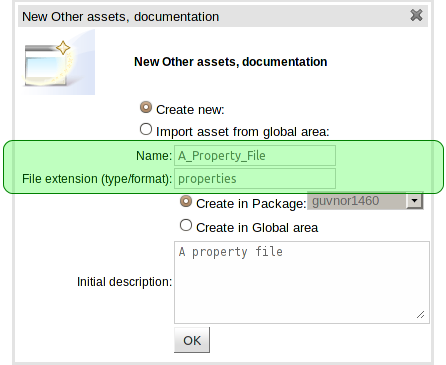 New Other assets, documentation
New Other assets, documentation
Create new:
Import asset from global area:
Name: A_Property_File
File extension (type/format): properties
Create in Package: guvnor1460
Create in Global area
Initial description: A property file
OK